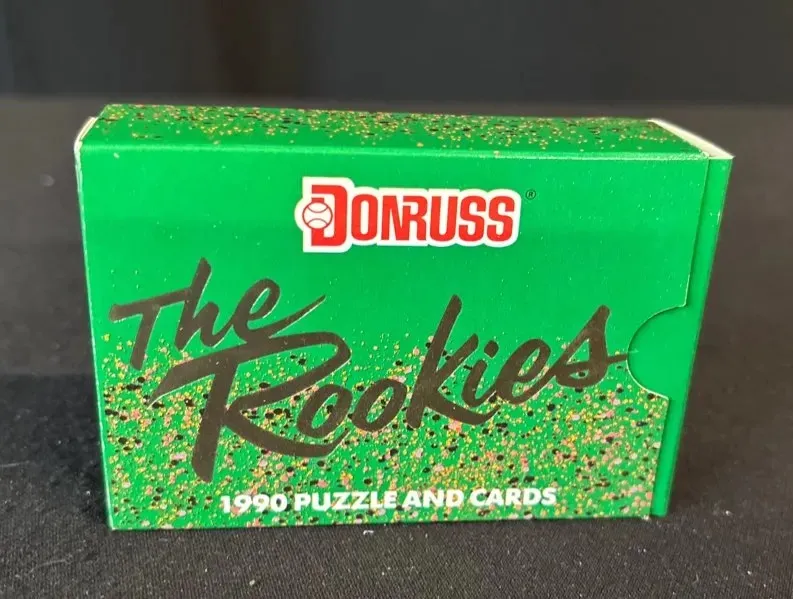 DONRUSS®
The
Rookies
1990 PUZZLE AND CARDS